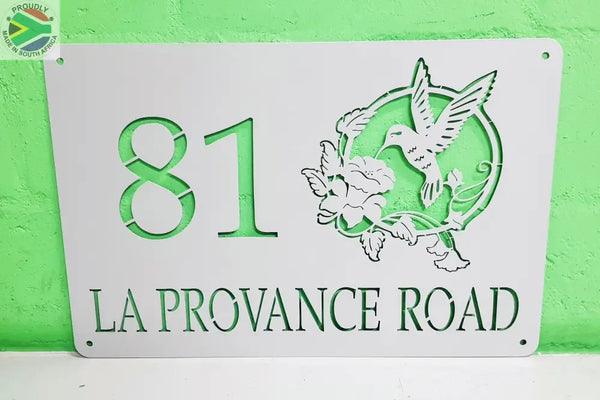 PROUDLY
MADE IN SOUTH AFRICA
81
LA PROVANCE ROAD